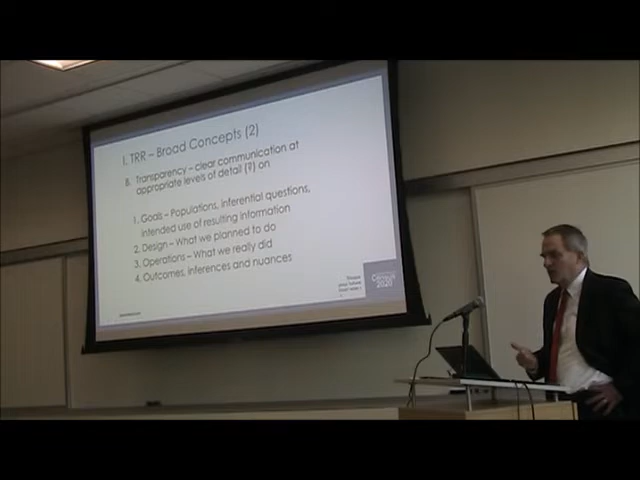 I. TRR – Broad Concepts (2)
B. Transparency – clear communication at
appropriate levels of detail (?) on
1. Goals – Populations, inferential questions,
intended use of resulting information
2. Design – What we planned to do
3. Operations – What we really did
4. Outcomes, inferences and nuances
Census
2020